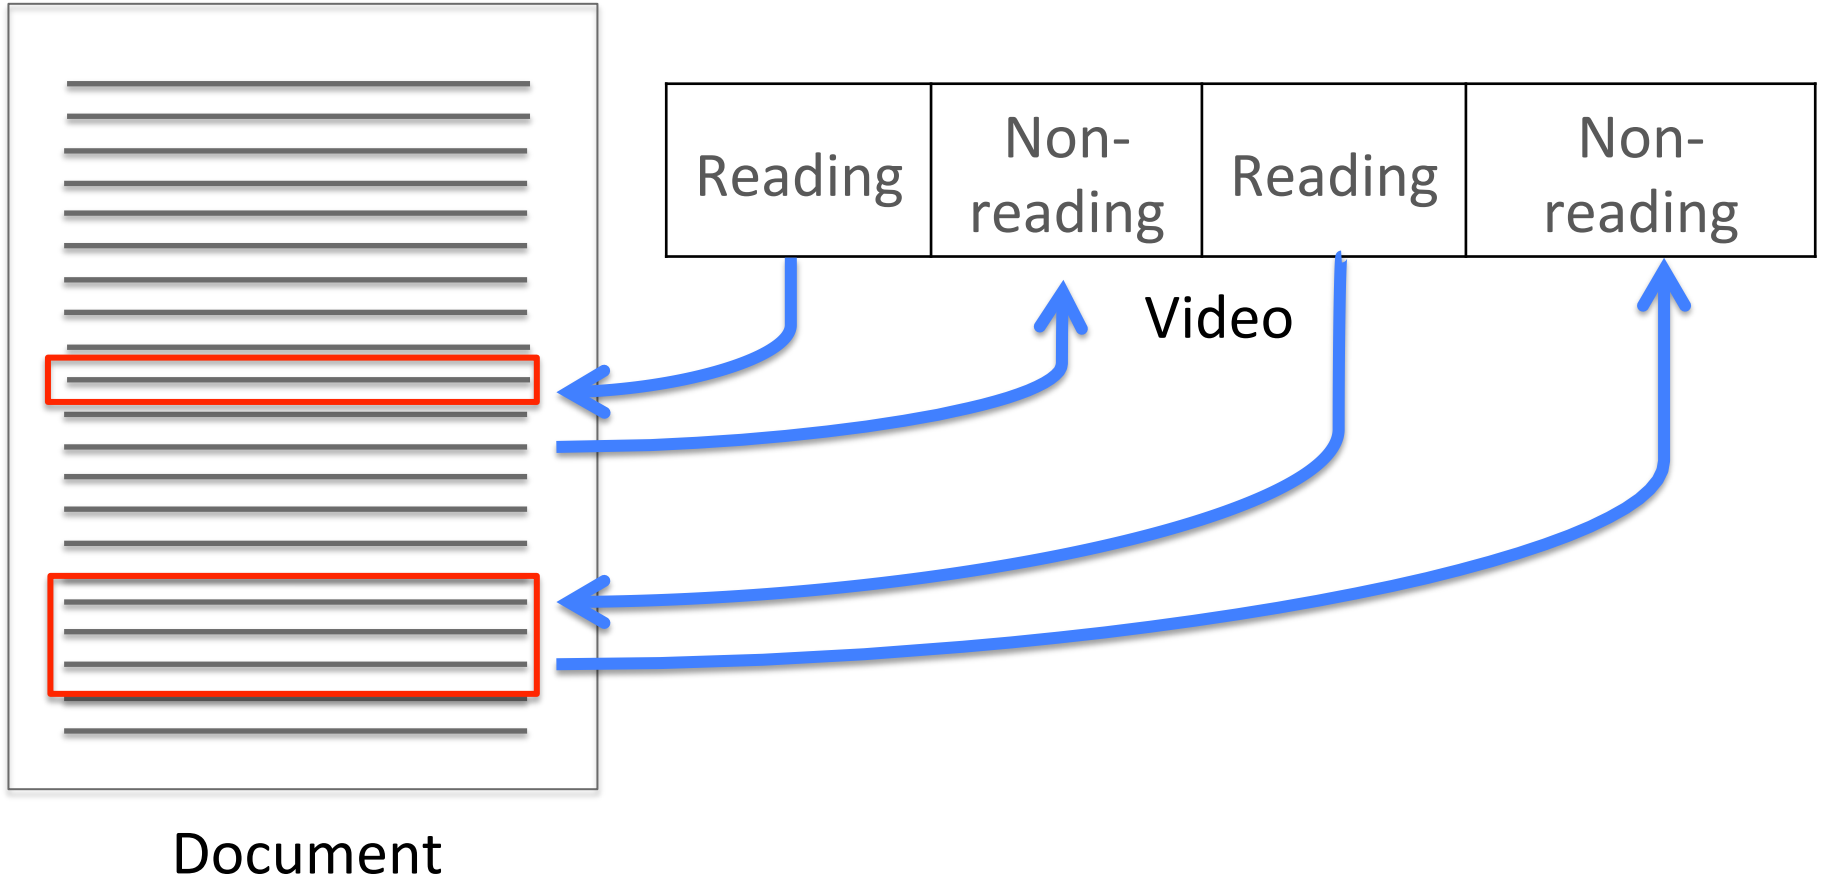 Reading
Non-
reading
Reading
Non-
reading
Video
Document